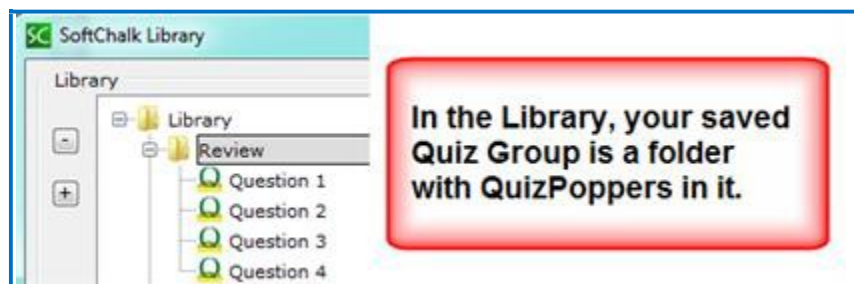 SC SoftChalk Library
Library
- Library
- Review
+ Question 1
Question 2
Question 3
Question 4
In the Library, your saved
Quiz Group is a folder
with QuizPoppers in it.